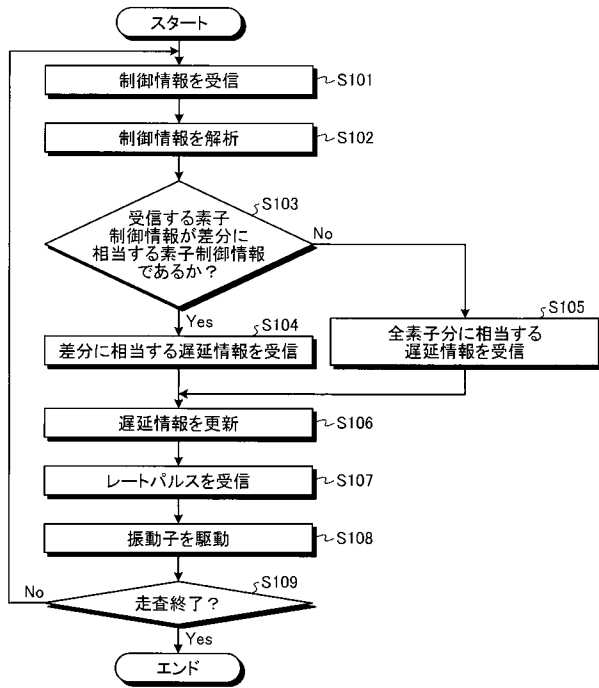 スタート
制御情報を受信
S101
制御情報を解析
S102
S103
受信する素子
制御情報が差分に
相当する素子制御情報
であるか？
No
Yes
S104
差分に相当する遅延情報を受信
S105
全素子分に相当する
遅延情報を受信
遅延情報を更新
S106
レートパルスを受信
S107
振動子を駆動
S108
S109
走査終了？
No
Yes
エンド